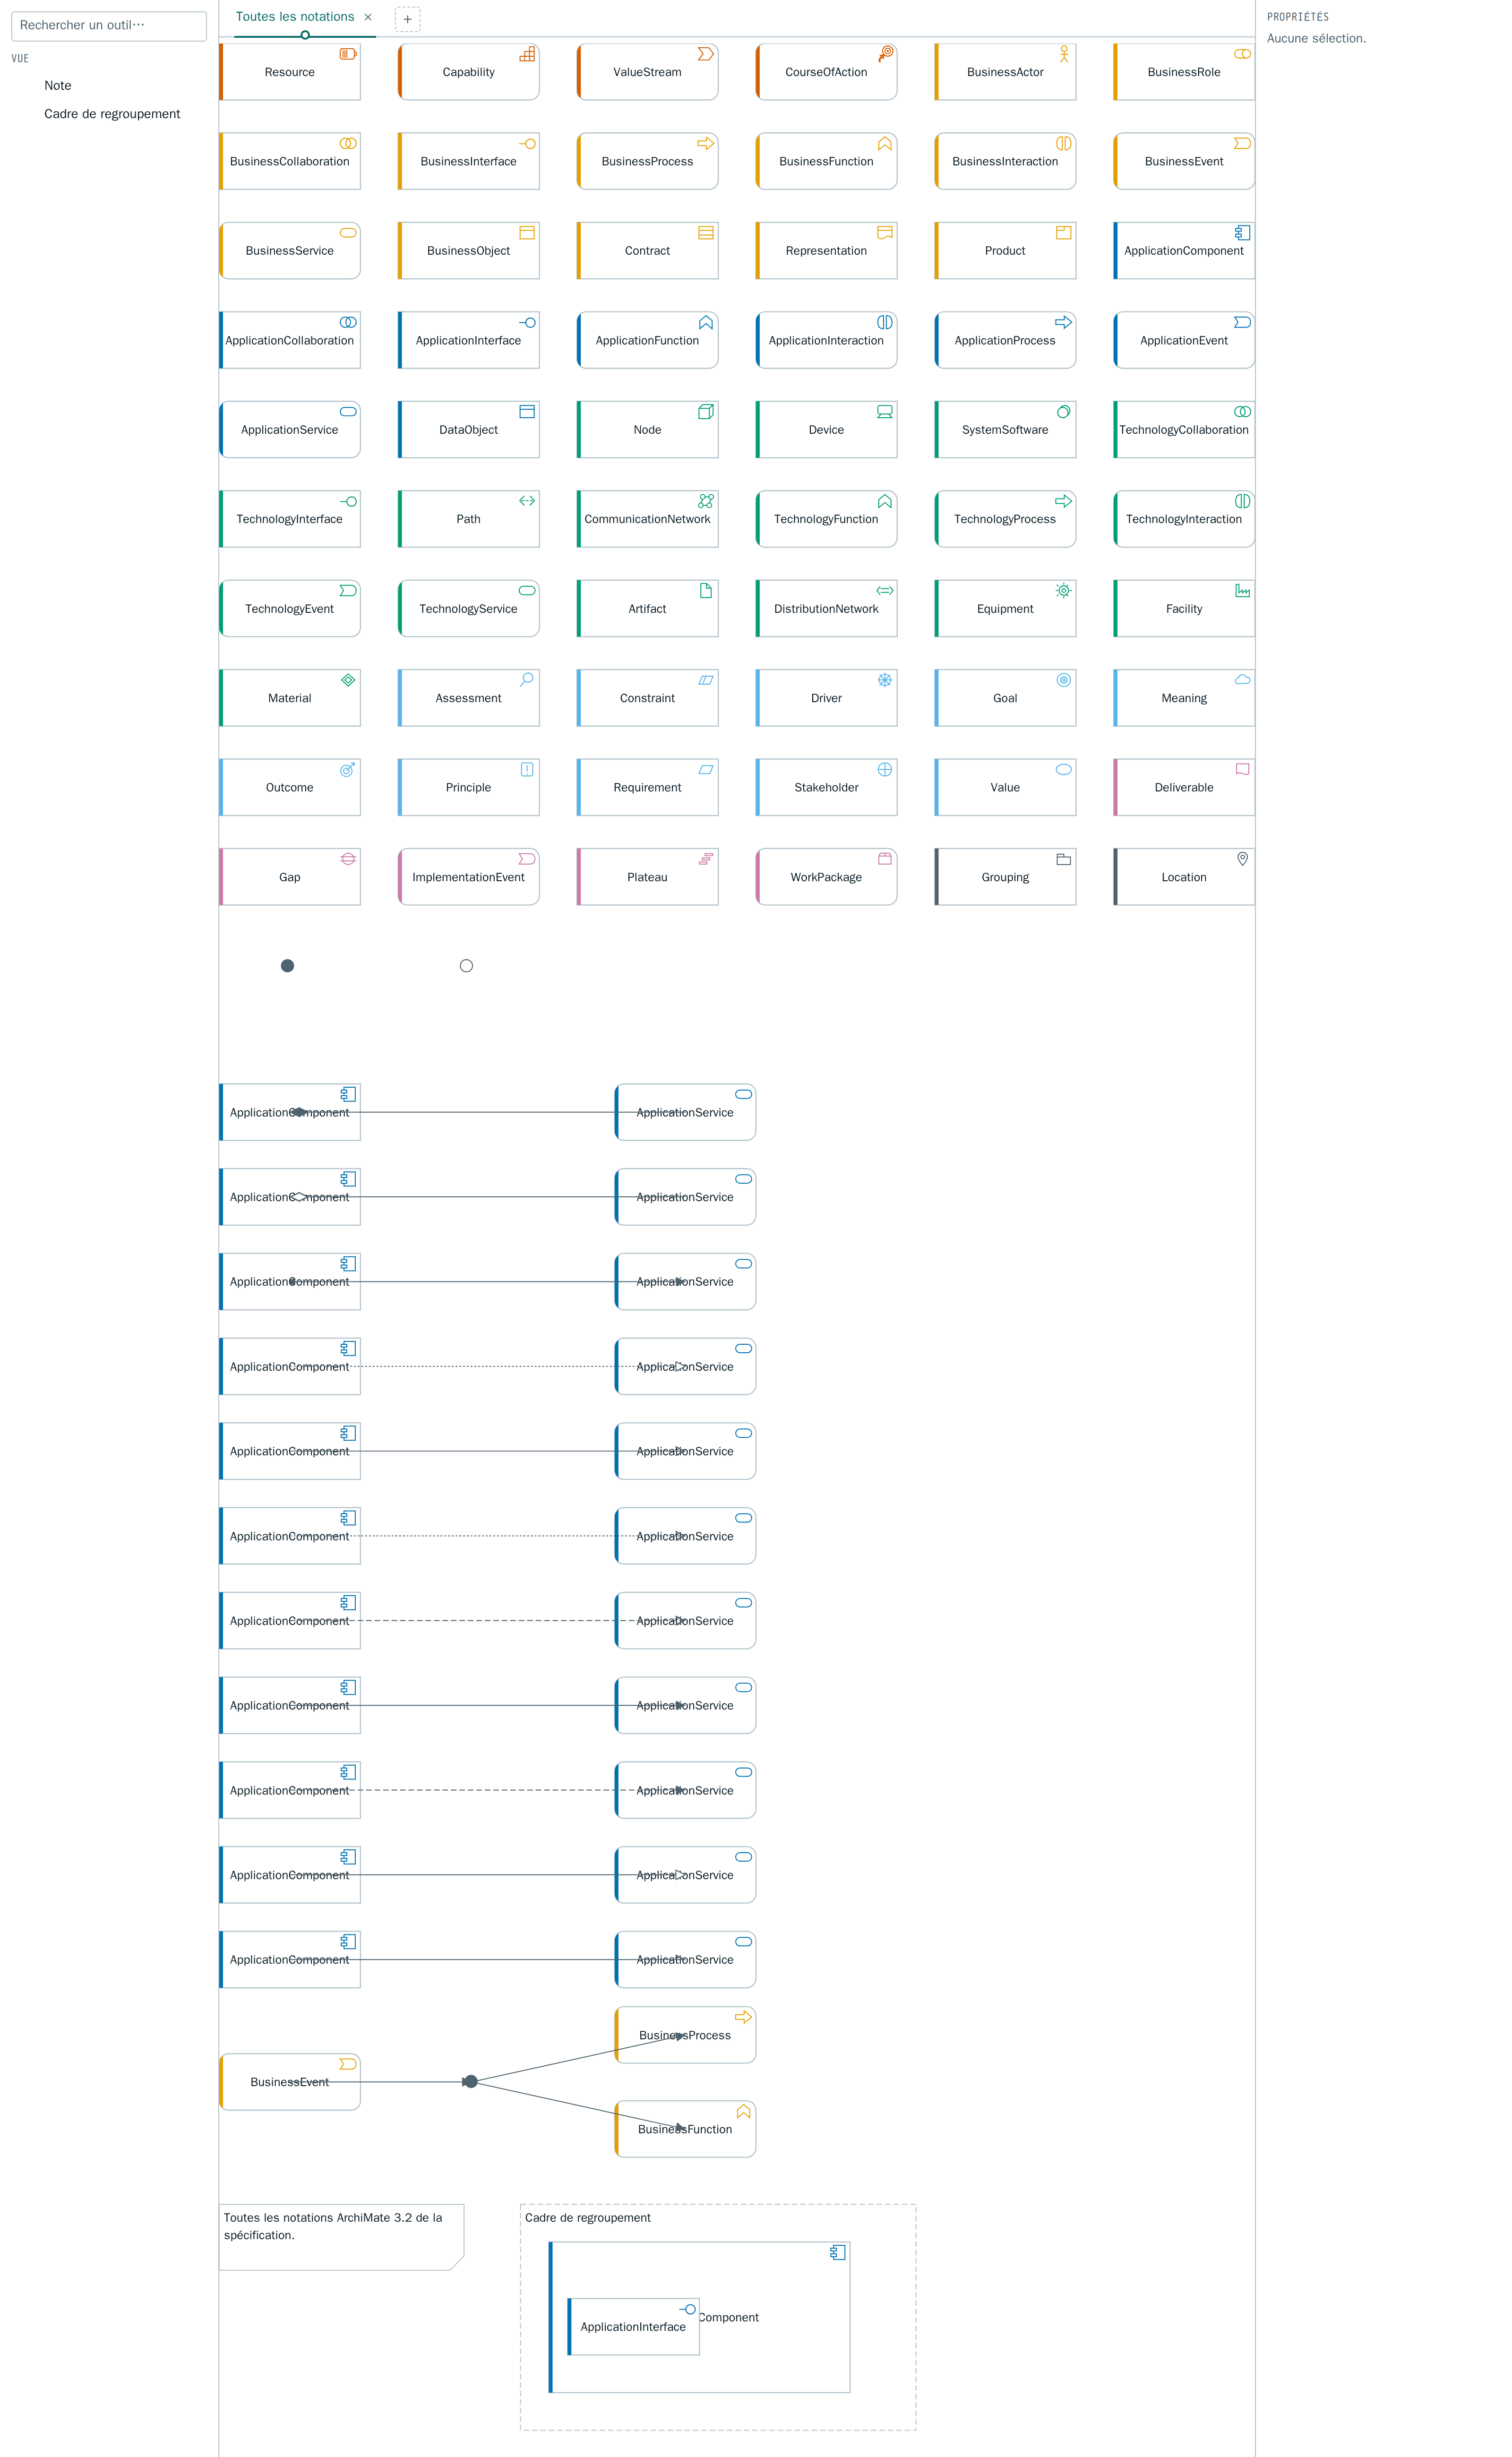 Rechercher un outil···
VUE
Note
Cadre de regroupement
Toutes les notations ×
+
PROPRIÉTÉS
Aucune sélection.
Resource
Capability
ValueStream
CourseOfAction
BusinessActor
BusinessRole
BusinessCollaboration
BusinessInterface
BusinessProcess
BusinessFunction
BusinessInteraction
BusinessEvent
BusinessService
BusinessObject
Contract
Representation
Product
ApplicationComponent
ApplicationCollaboration
ApplicationInterface
ApplicationFunction
ApplicationInteraction
ApplicationProcess
ApplicationEvent
ApplicationService
DataObject
Node
Device
SystemSoftware
TechnologyCollaboration
TechnologyInterface
Path
CommunicationNetwork
TechnologyFunction
TechnologyProcess
TechnologyInteraction
TechnologyEvent
TechnologyService
Artifact
DistributionNetwork
Equipment
Facility
Material
Assessment
Constraint
Driver
Goal
Meaning
Outcome
Principle
Requirement
Stakeholder
Value
Deliverable
Gap
ImplementationEvent
Plateau
WorkPackage
Grouping
Location
ApplicationComponent
ApplicationService
ApplicationComponent
ApplicationService
ApplicationComponent
ApplicationService
ApplicationComponent
ApplicationService
ApplicationComponent
ApplicationService
ApplicationComponent
ApplicationService
ApplicationComponent
ApplicationService
ApplicationComponent
ApplicationService
ApplicationComponent
ApplicationService
ApplicationComponent
ApplicationService
ApplicationComponent
ApplicationService
BusinessProcess
BusinessEvent
BusinessFunction
Toutes les notations ArchiMate 3.2 de la
spécification.
Cadre de regroupement
Component
ApplicationInterface